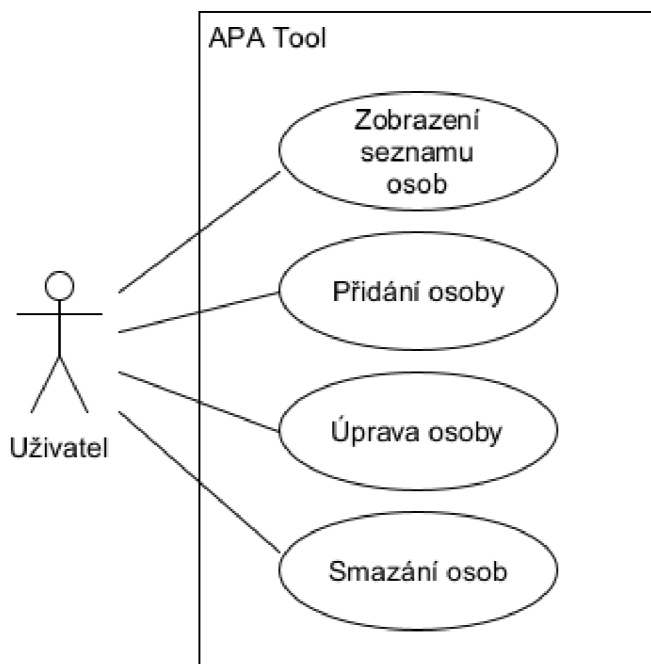 APA Tool
Zobrazení
seznamu
osob
Přidání osoby
Úprava osoby
Smazání osob
Uživatel